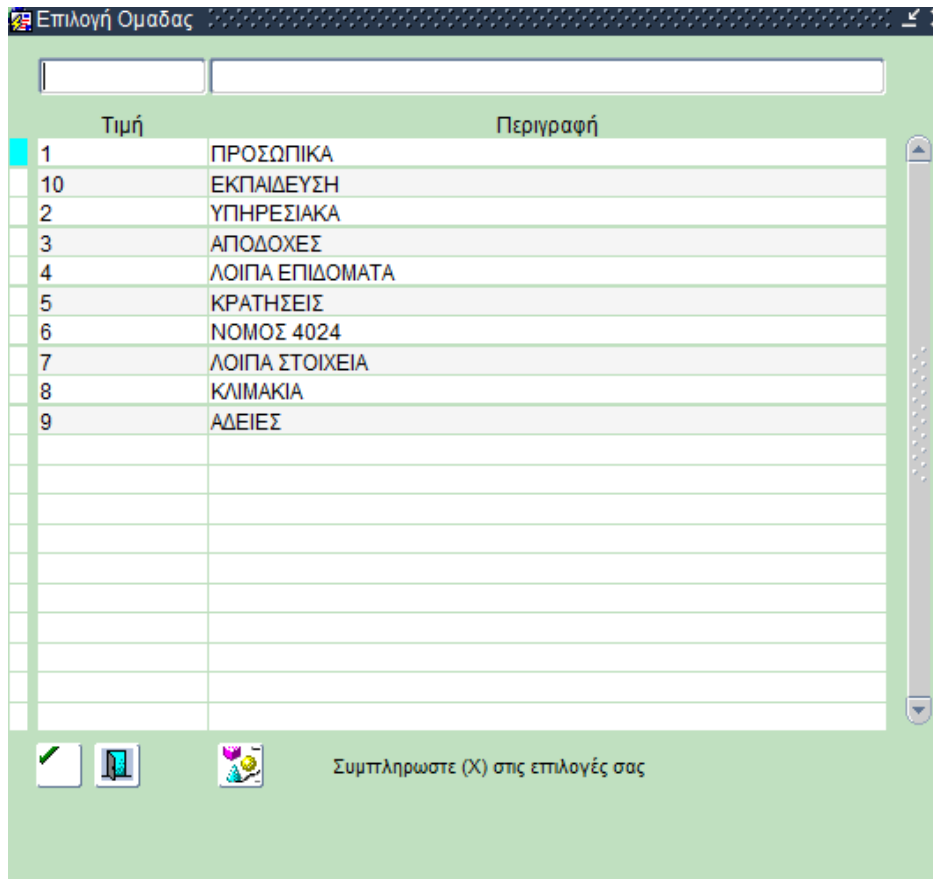 Επιλογή Ομαδας
Τιμή Περιγραφή
1 ΠΡΟΣΩΠΙΚΑ
10 ΕΚΠΑΙΔΕΥΣΗ
2 ΥΠΗΡΕΣΙΑΚΑ
3 ΑΠΟΔΟΧΕΣ
4 ΛΟΙΠΑ ΕΠΙΔΟΜΑΤΑ
5 ΚΡΑΤΗΣΕΙΣ
6 ΝΟΜΟΣ 4024
7 ΛΟΙΠΑ ΣΤΟΙΧΕΙΑ
8 ΚΛΙΜΑΚΙΑ
9 ΑΔΕΙΕΣ
Συμπληρωστε (Χ) στις επιλογές σας